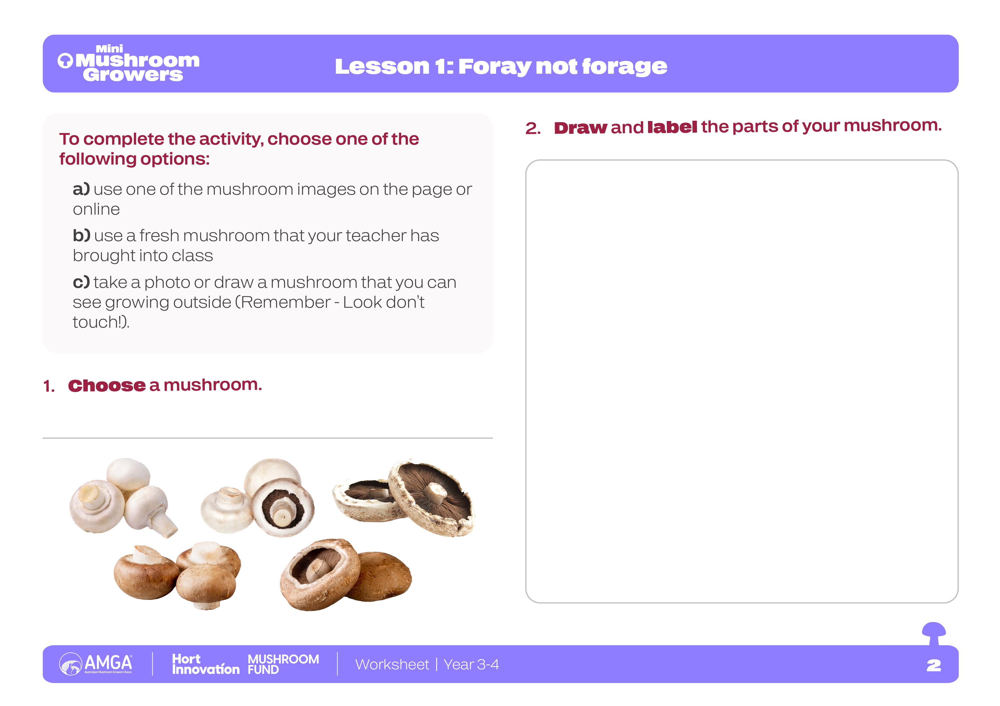 Mini
Mushroom
Growers
Lesson 1: Foray not forage
To complete the activity, choose one of the
following options:
a) use one of the mushroom images on the page or
online
b) use a fresh mushroom that your teacher has
brought into class
c) take a photo or draw a mushroom that you can
see growing outside (Remember - Look don’t
touch!).
1. Choose a mushroom.
2. Draw and label the parts of your mushroom.
AMGA®
Australian Mushroom Growers' Assoc
Hort
Innovation
MUSHROOM
FUND
Worksheet | Year 3-4
2